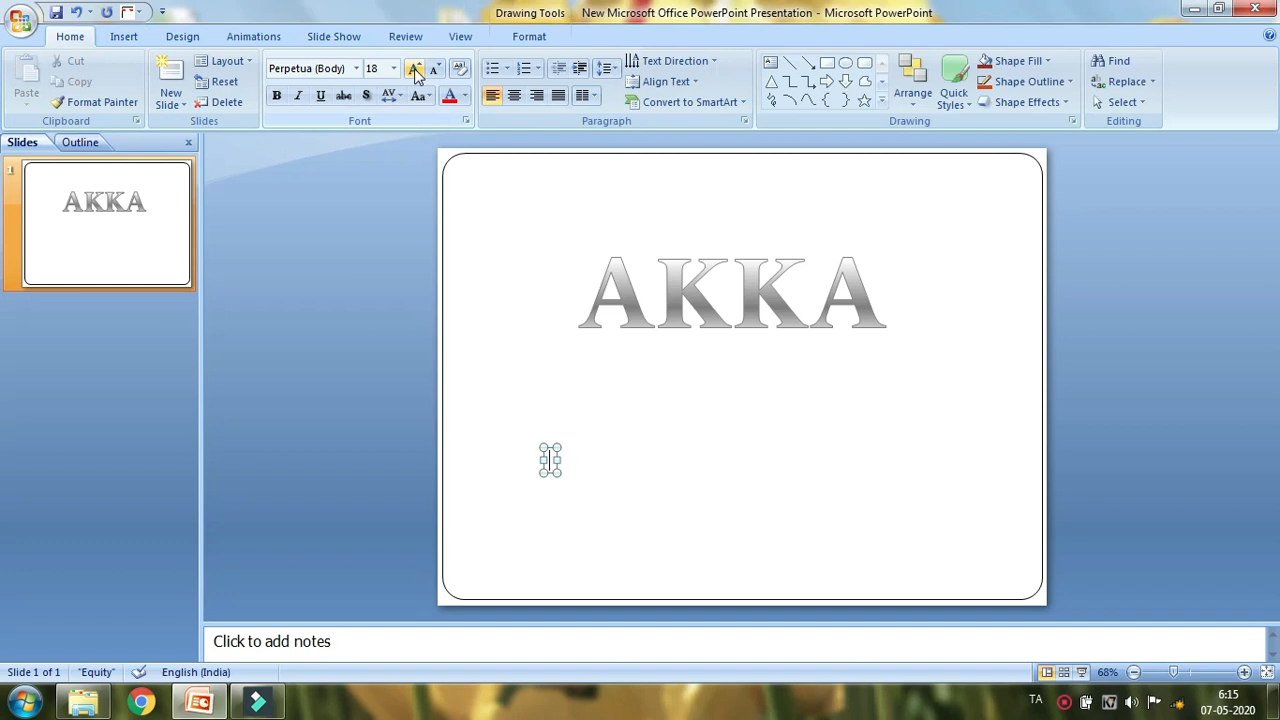 Drawing Tools
New Microsoft Office PowerPoint Presentation - Microsoft PowerPoint
Home Insert Design Animations Slide Show Review View Format
Paste
Cut
Copy
Format Painter
Clipboard
New Slide
Layout
Reset
Delete
Slides
Perpetua (Body) 18
B I U abc S AV Aa A
Font
Text Direction
Align Text
Convert to SmartArt
Paragraph
Arrange
Quick Styles
Shape Fill
Shape Outline
Shape Effects
Drawing
Find
Replace
Select
Editing
Slides Outline
1
AKKA
AKKA
Click to add notes
Slide 1 of 1 "Equity" English (India) 68%
TA
6:15
07-05-2020